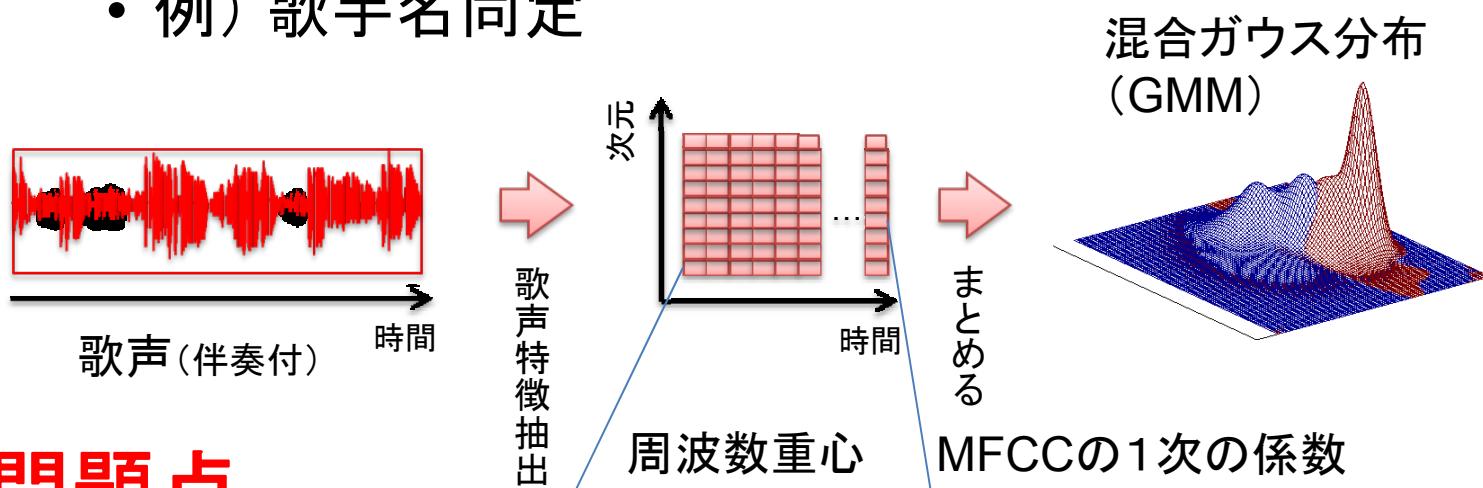 ・例）歌手名同定
混合ガウス分布
（GMM）
次元
…
時間
歌声（伴奏付）
時間
歌声特徴抽出
まとめる
周波数重心
MFCCの１次の係数
問題点